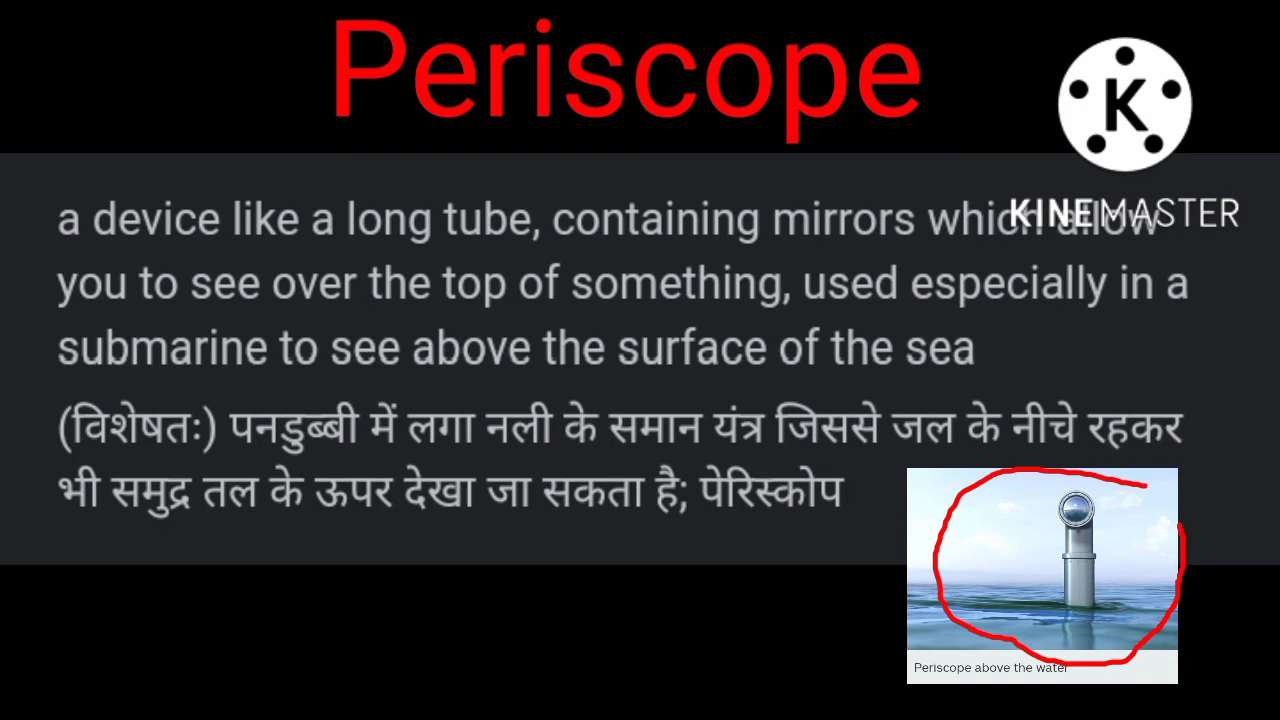 Periscope
K
KINEMASTER
a device like a long tube, containing mirrors which allow
you to see over the top of something, used especially in a
submarine to see above the surface of the sea
(विशेषतः) पनडुब्बी में लगा नली के समान यंत्र जिससे जल के नीचे रहकर
भी समुद्र तल के ऊपर देखा जा सकता है; पेरिस्कोप
Periscope above the water